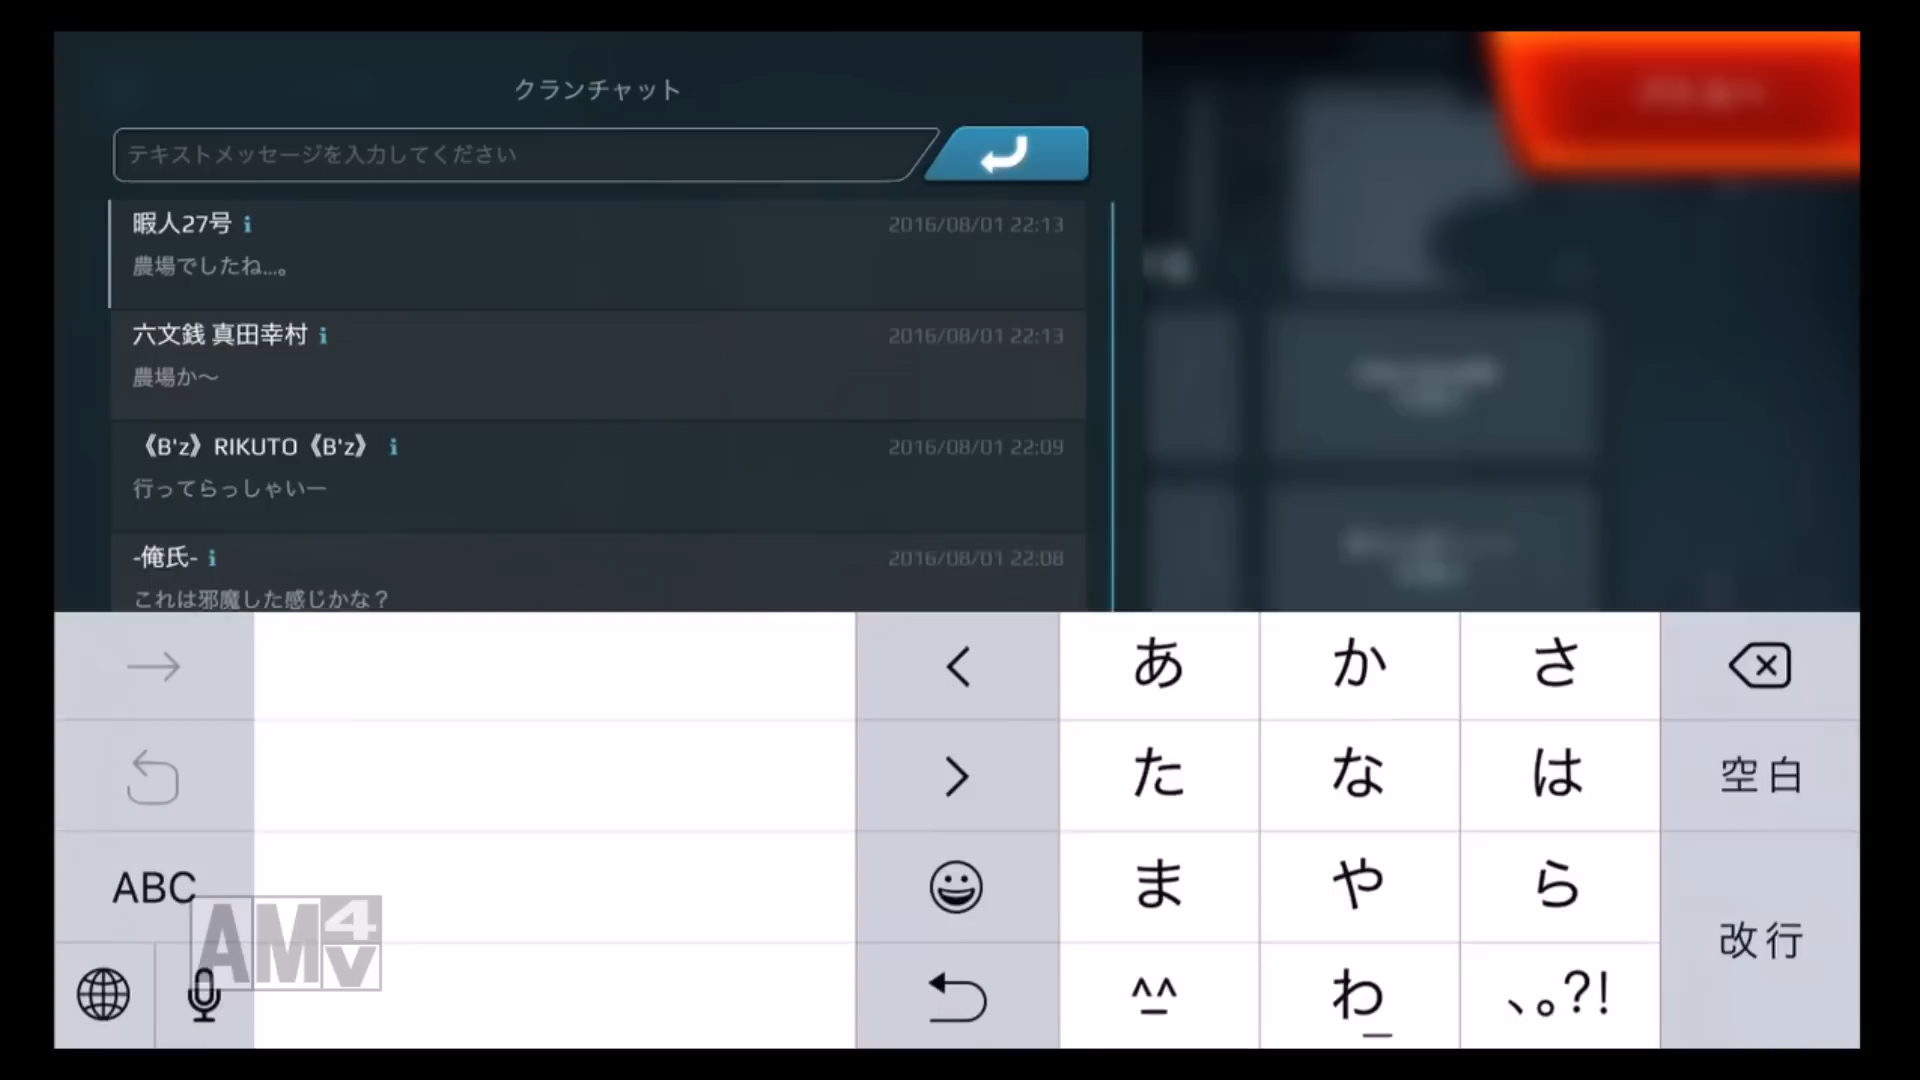 クランチャット
テキストメッセージを入力してください
暇人27号 i 2016/08/01 22:13
農場でしたね...。
六文銭 真田幸村 i 2016/08/01 22:13
農場か〜
《B'z》RIKUTO《B'z》 i 2016/08/01 22:09
行ってらっしゃいー
-俺氏- i 2016/08/01 22:08
これは邪魔した感じかな？
→ < あ か さ
> た な は 空白
ABC ま や ら 改行
^_^ わ_ 、。?!
AM4V